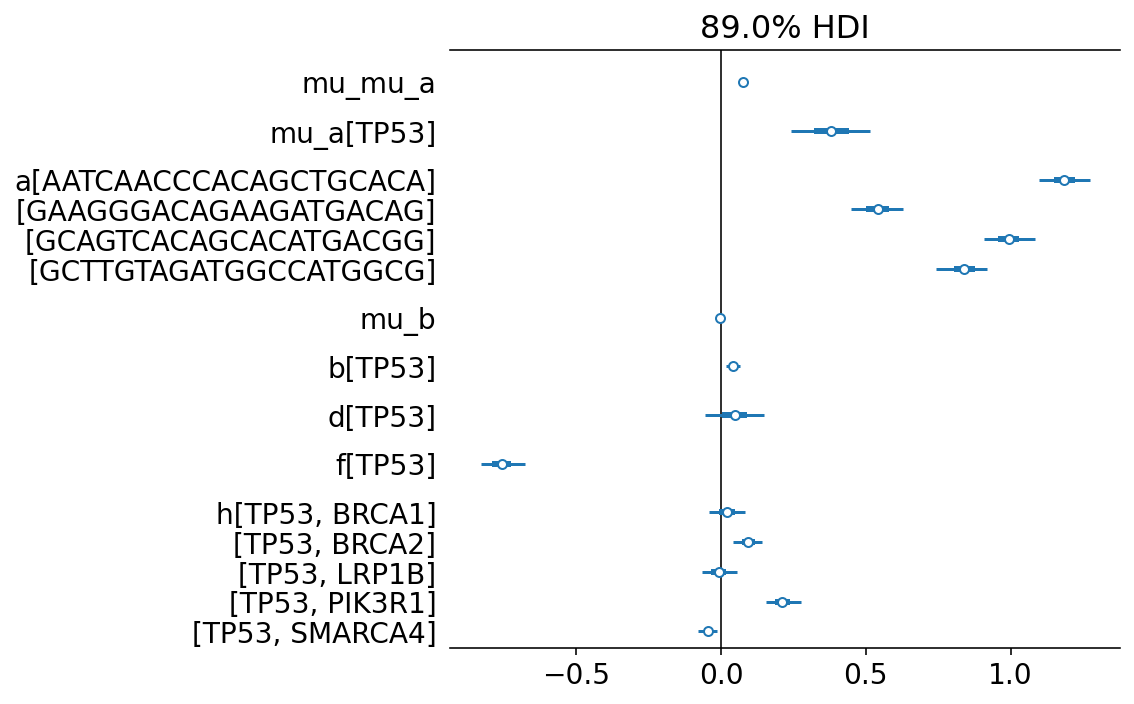 89.0% HDI
mu_mu_a
mu_a[TP53]
a[AATCAACCCACAGCTGCACA]
[GAAGGGACAGAAGATGACAG]
[GCAGTCACAGCACATGACGG]
[GCTTGTAGATGGCCATGGCG]
mu_b
b[TP53]
d[TP53]
f[TP53]
h[TP53, BRCA1]
[TP53, BRCA2]
[TP53, LRP1B]
[TP53, PIK3R1]
[TP53, SMARCA4]
−0.5 0.0 0.5 1.0